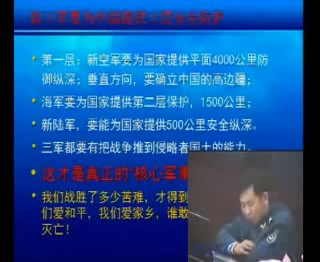 第一层：新空军要为国家提供平面4000公里防
御纵深；垂直方向，要确立中国的高边疆；
海军要为国家提供第二层保护，1500公里；
新陆军，要能为国家提供500公里安全纵深。
三军都要有把战争推到侵略者国土的能力。
这才是真正的“核心军事
我们战胜了多少苦难，才得到
们爱和平，我们爱家乡，谁敢
灭亡！